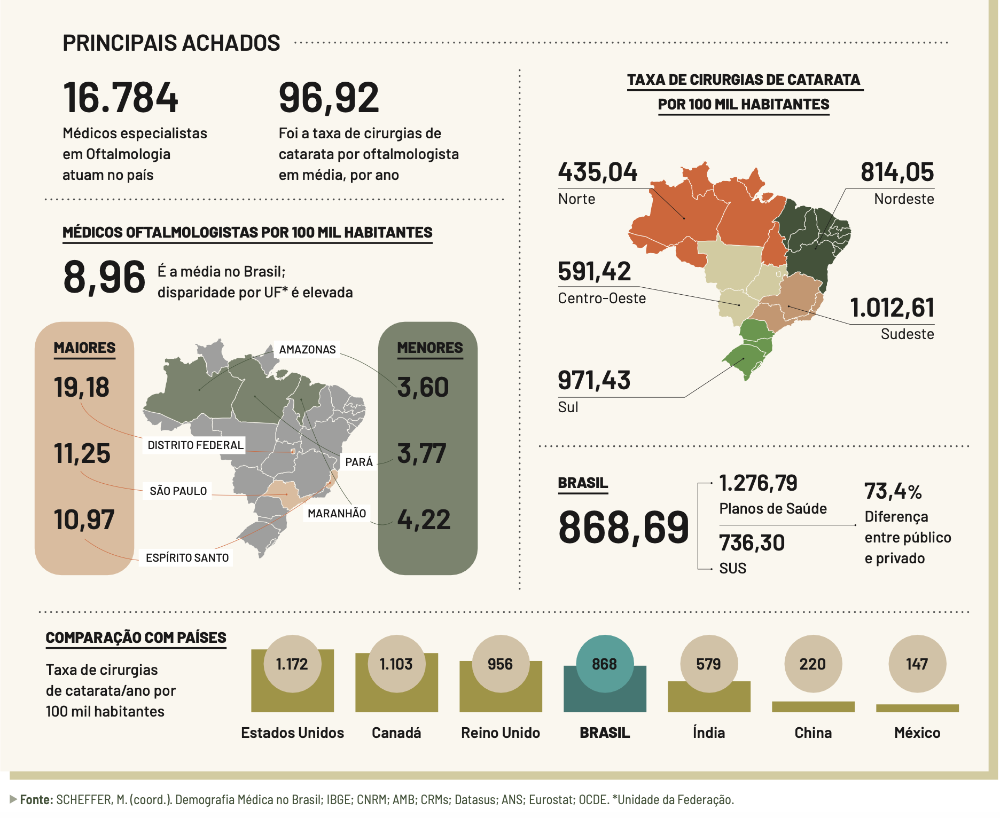 PRINCIPAIS ACHADOS
16.784
Médicos especialistas
em Oftalmologia
atuam no país
96,92
Foi a taxa de cirurgias de
catarata por oftalmologista
em média, por ano
MÉDICOS OFTALMOLOGISTAS POR 100 MIL HABITANTES
8,96
É a média no Brasil;
disparidade por UF* é elevada
MAIORES
19,18
11,25
10,97
DISTRITO FEDERAL
SÃO PAULO
ESPÍRITO SANTO
AMAZONAS
PARÁ
MARANHÃO
MENORES
3,60
3,77
4,22
TAXA DE CIRURGIAS DE CATARATA
POR 100 MIL HABITANTES
435,04
Norte
814,05
Nordeste
591,42
Centro-Oeste
1.012,61
Sudeste
971,43
Sul
BRASIL
868,69
1.276,79
Planos de Saúde
736,30
SUS
73,4%
Diferença
entre público
e privado
COMPARAÇÃO COM PAÍSES
Taxa de cirurgias
de catarata/ano por
100 mil habitantes
1.172
Estados Unidos
1.103
Canadá
956
Reino Unido
868
BRASIL
579
Índia
220
China
147
México
Fonte: SCHEFFER, M. (coord.). Demografia Médica no Brasil; IBGE; CNRM; AMB; CRMs; Datasus; ANS; Eurostat; OCDE. *Unidade da Federação.